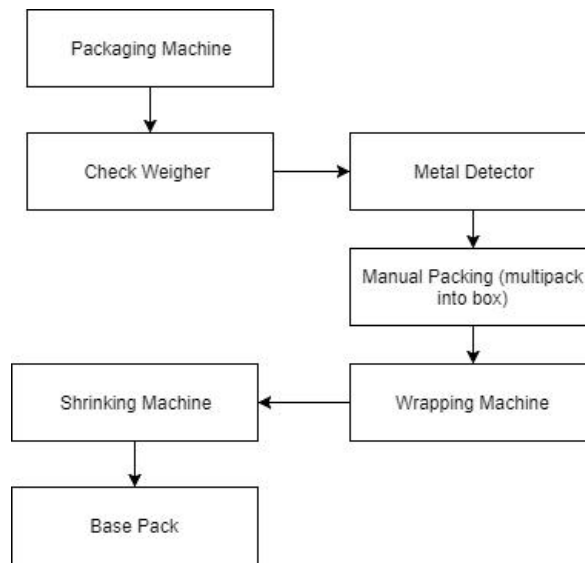 Packaging Machine
Check Weigher
Metal Detector
Manual Packing (multipack
into box)
Wrapping Machine
Shrinking Machine
Base Pack